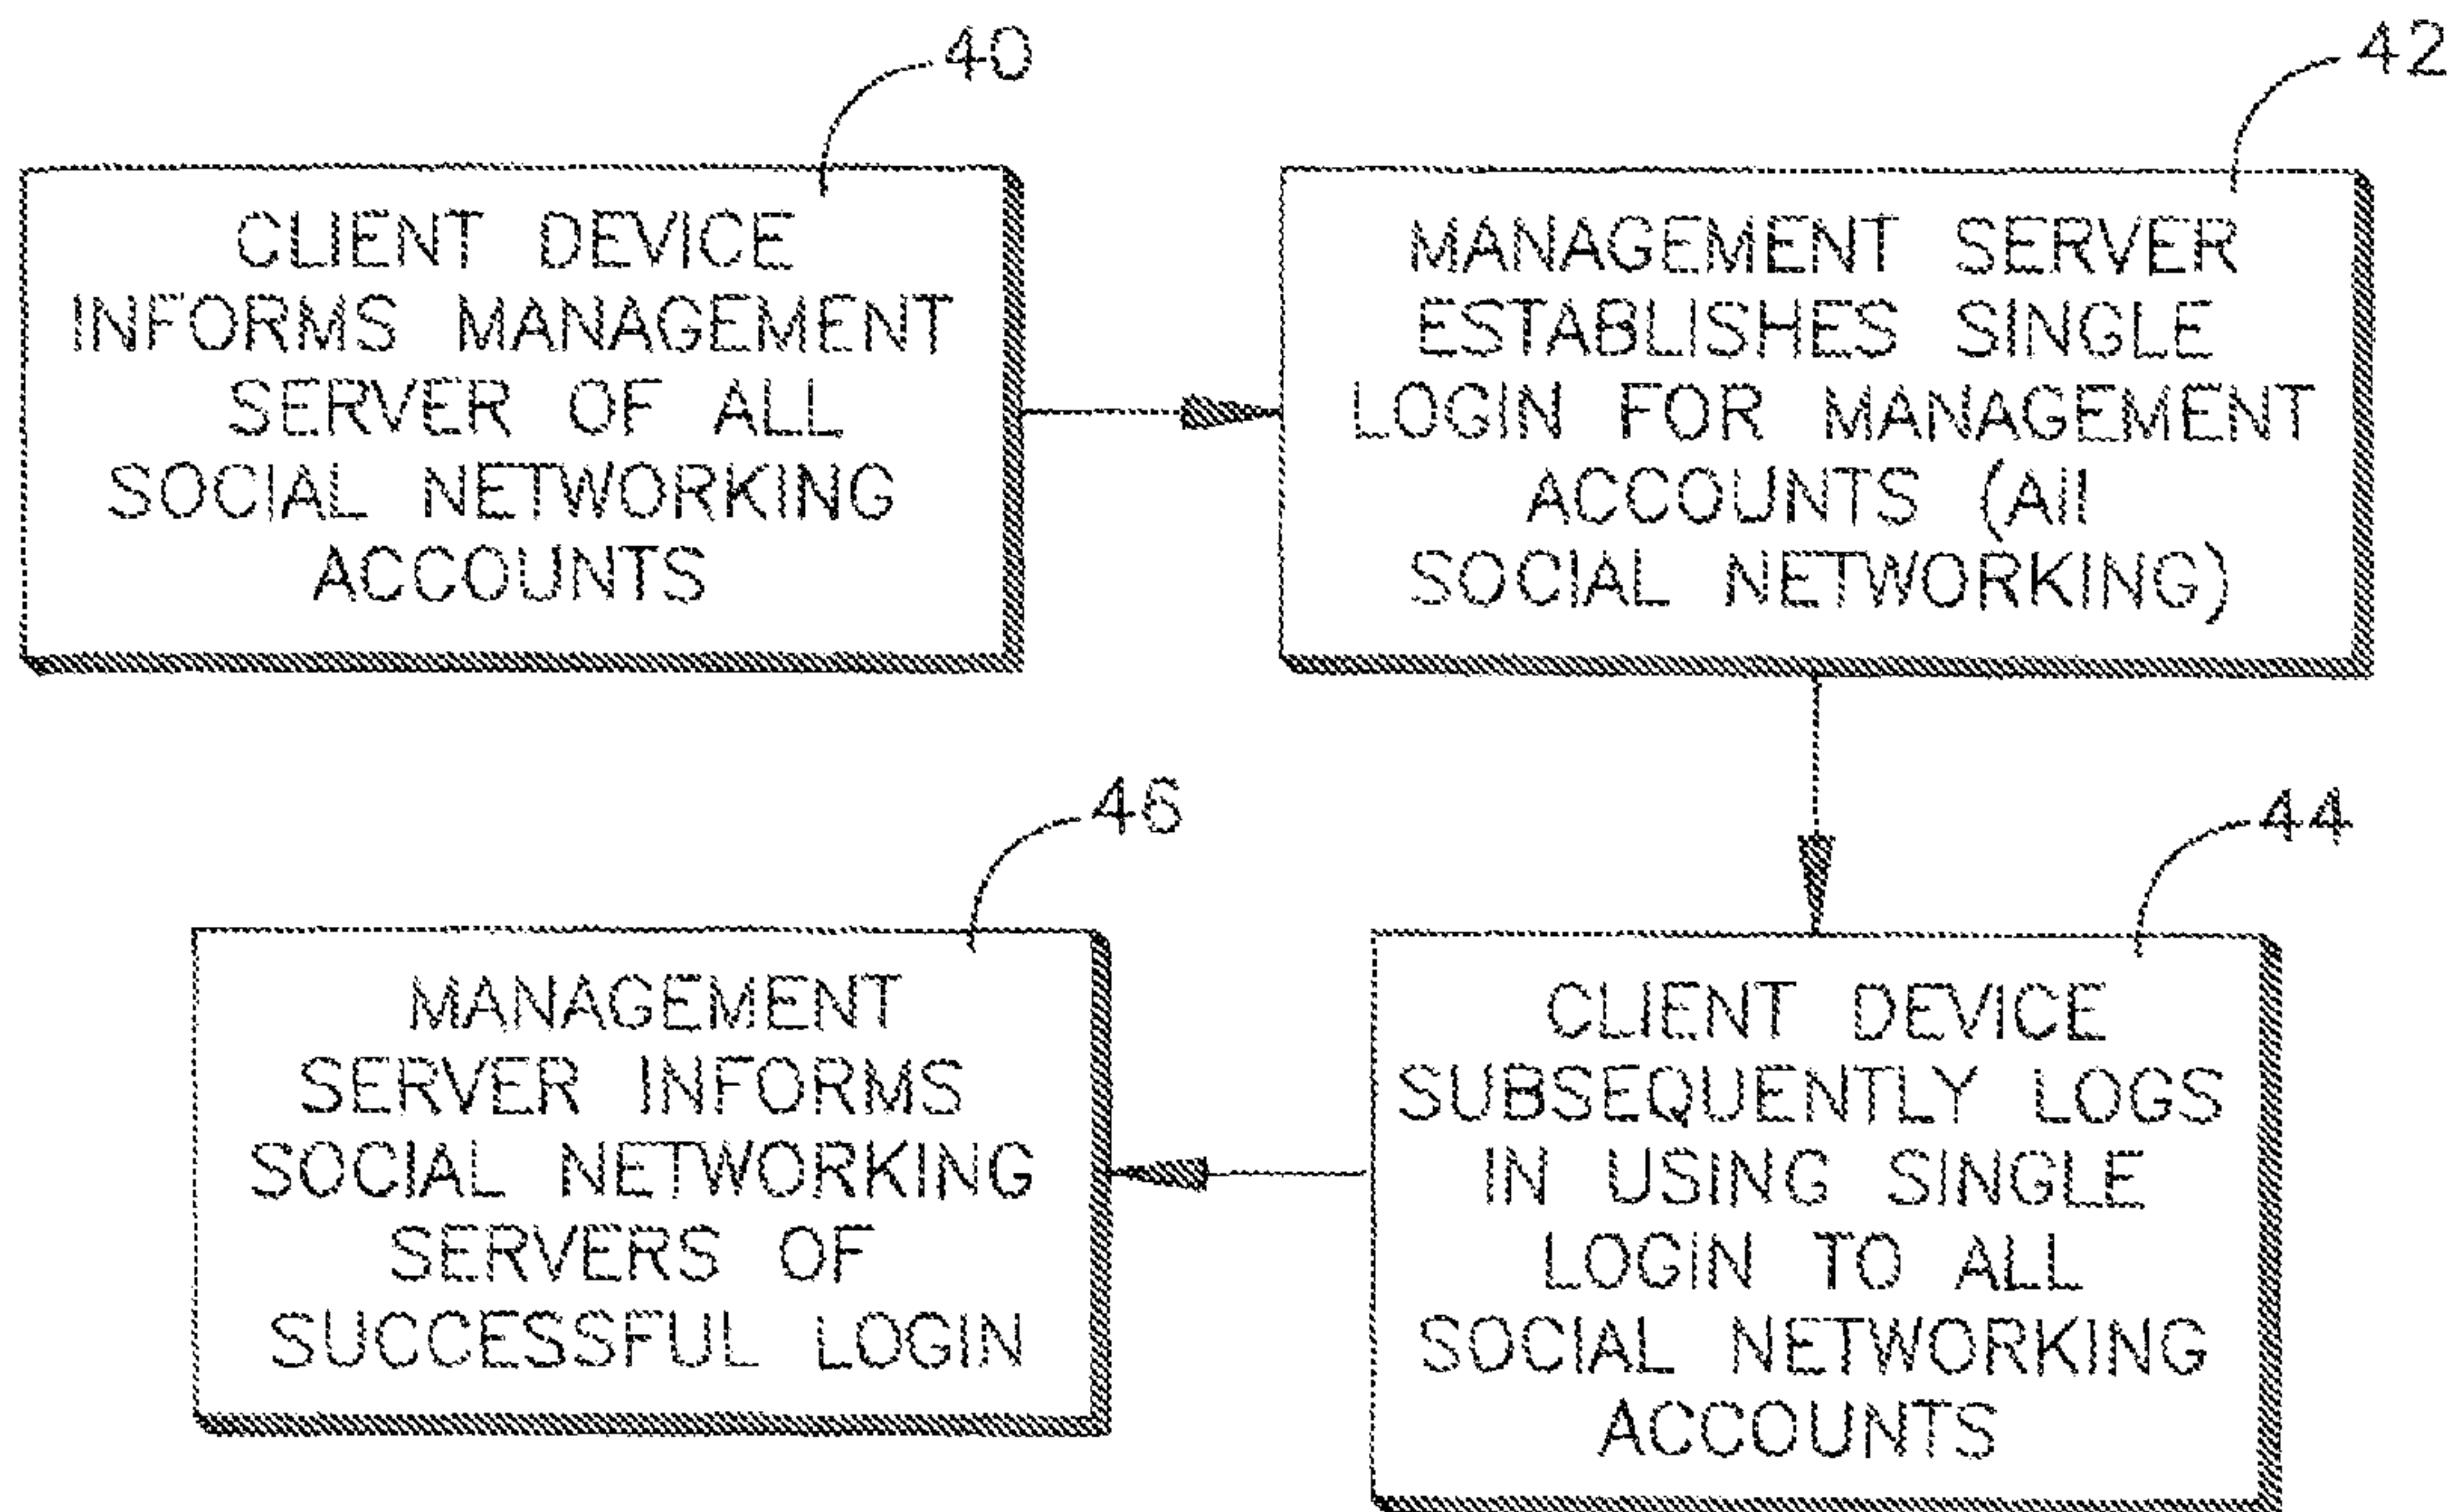 40
CLIENT DEVICE
INFORMS MANAGEMENT
SERVER OF ALL
SOCIAL NETWORKING
ACCOUNTS
42
MANAGEMENT SERVER
ESTABLISHES SINGLE
LOGIN FOR MANAGEMENT
ACCOUNTS (All
SOCIAL NETWORKING)
44
CLIENT DEVICE
SUBSEQUENTLY LOGS
IN USING SINGLE
LOGIN TO ALL
SOCIAL NETWORKING
ACCOUNTS
46
MANAGEMENT
SERVER INFORMS
SOCIAL NETWORKING
SERVERS OF
SUCCESSFUL LOGIN